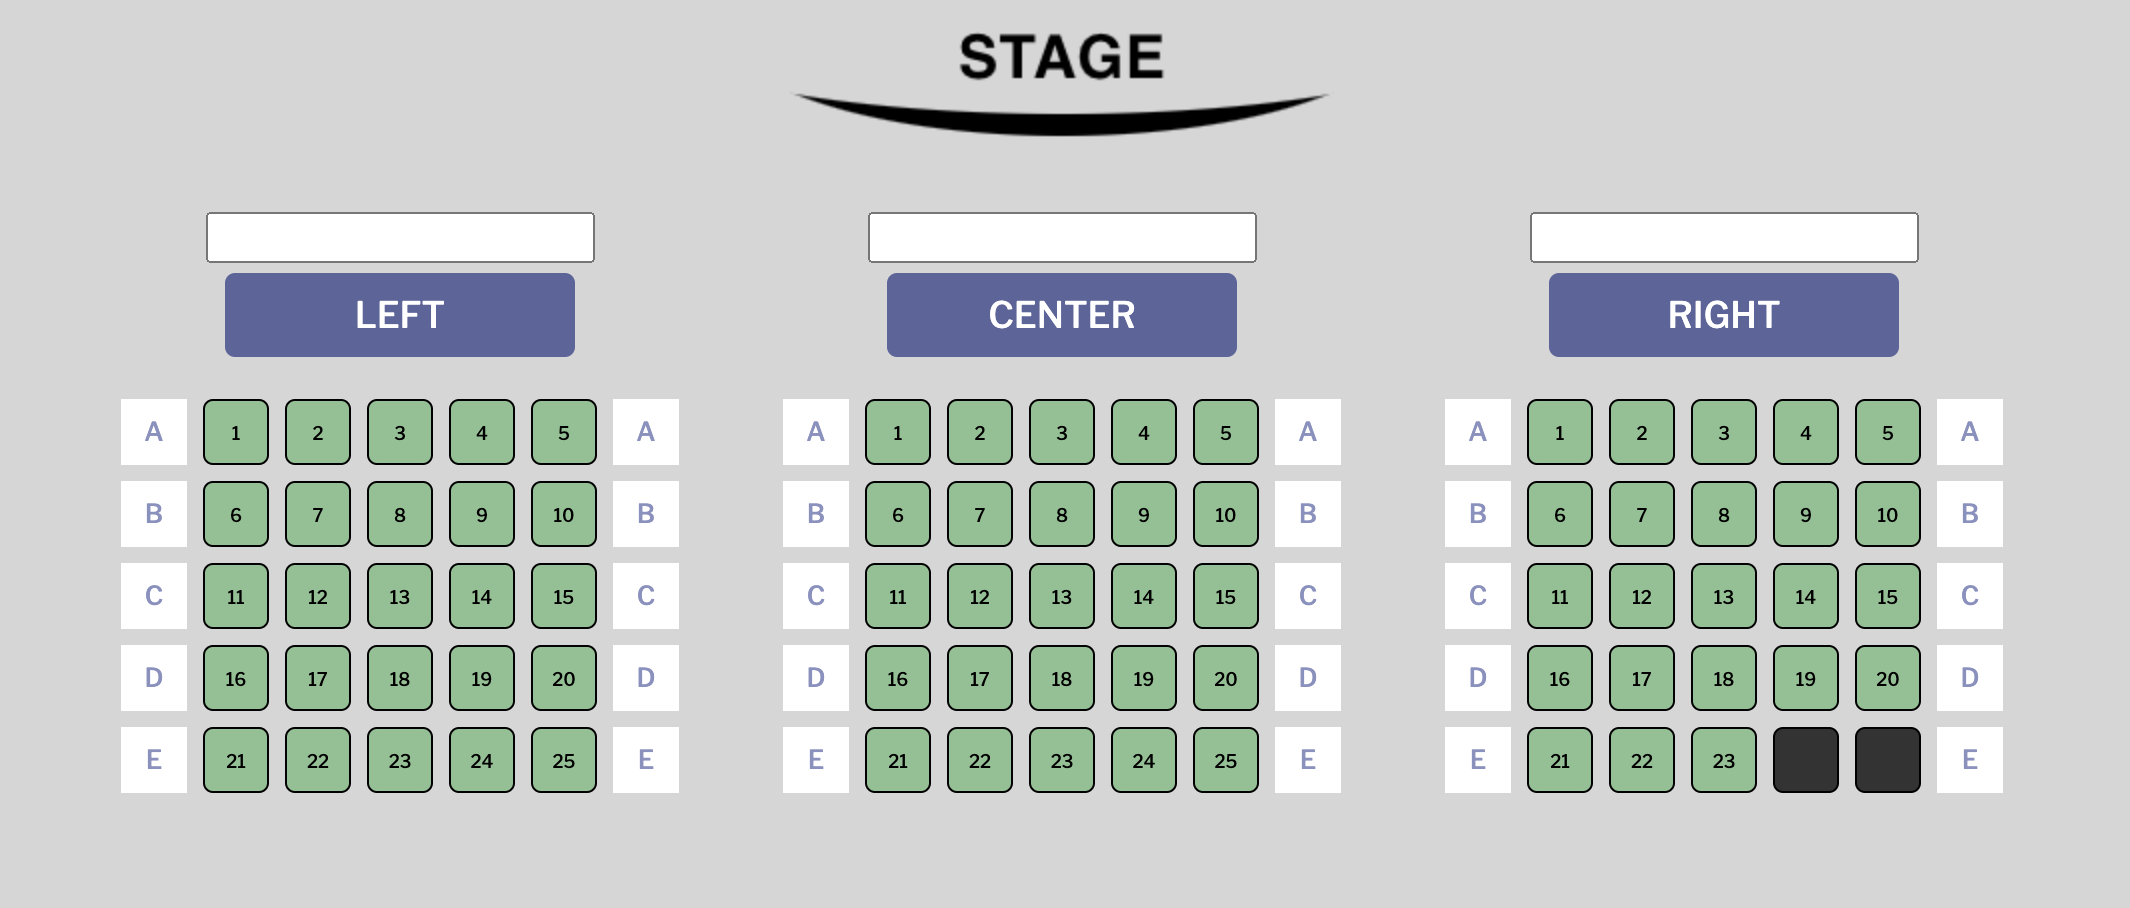 STAGE
LEFT CENTER RIGHT
A 1 2 3 4 5 A A 1 2 3 4 5 A A 1 2 3 4 5 A
B 6 7 8 9 10 B B 6 7 8 9 10 B B 6 7 8 9 10 B
C 11 12 13 14 15 C C 11 12 13 14 15 C C 11 12 13 14 15 C
D 16 17 18 19 20 D D 16 17 18 19 20 D D 16 17 18 19 20 D
E 21 22 23 24 25 E E 21 22 23 24 25 E E 21 22 23 E